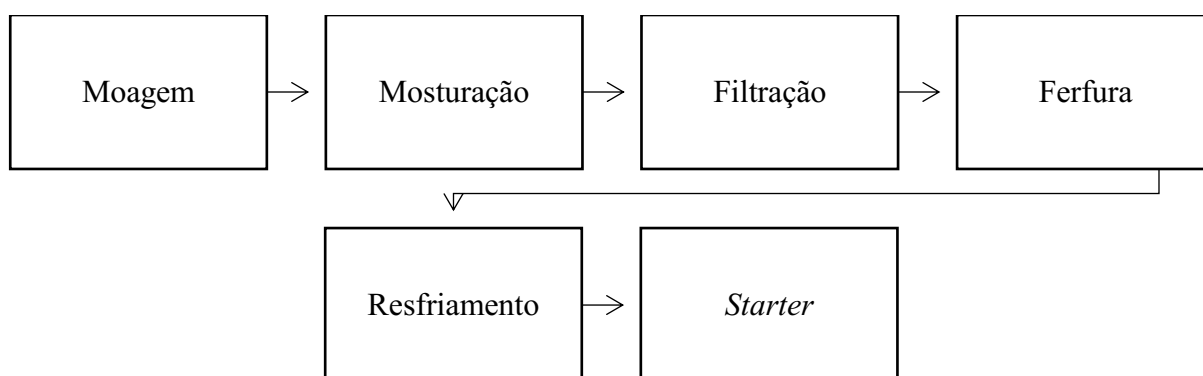 Moagem
Mosturação
Filtração
Ferfura
Resfriamento
Starter